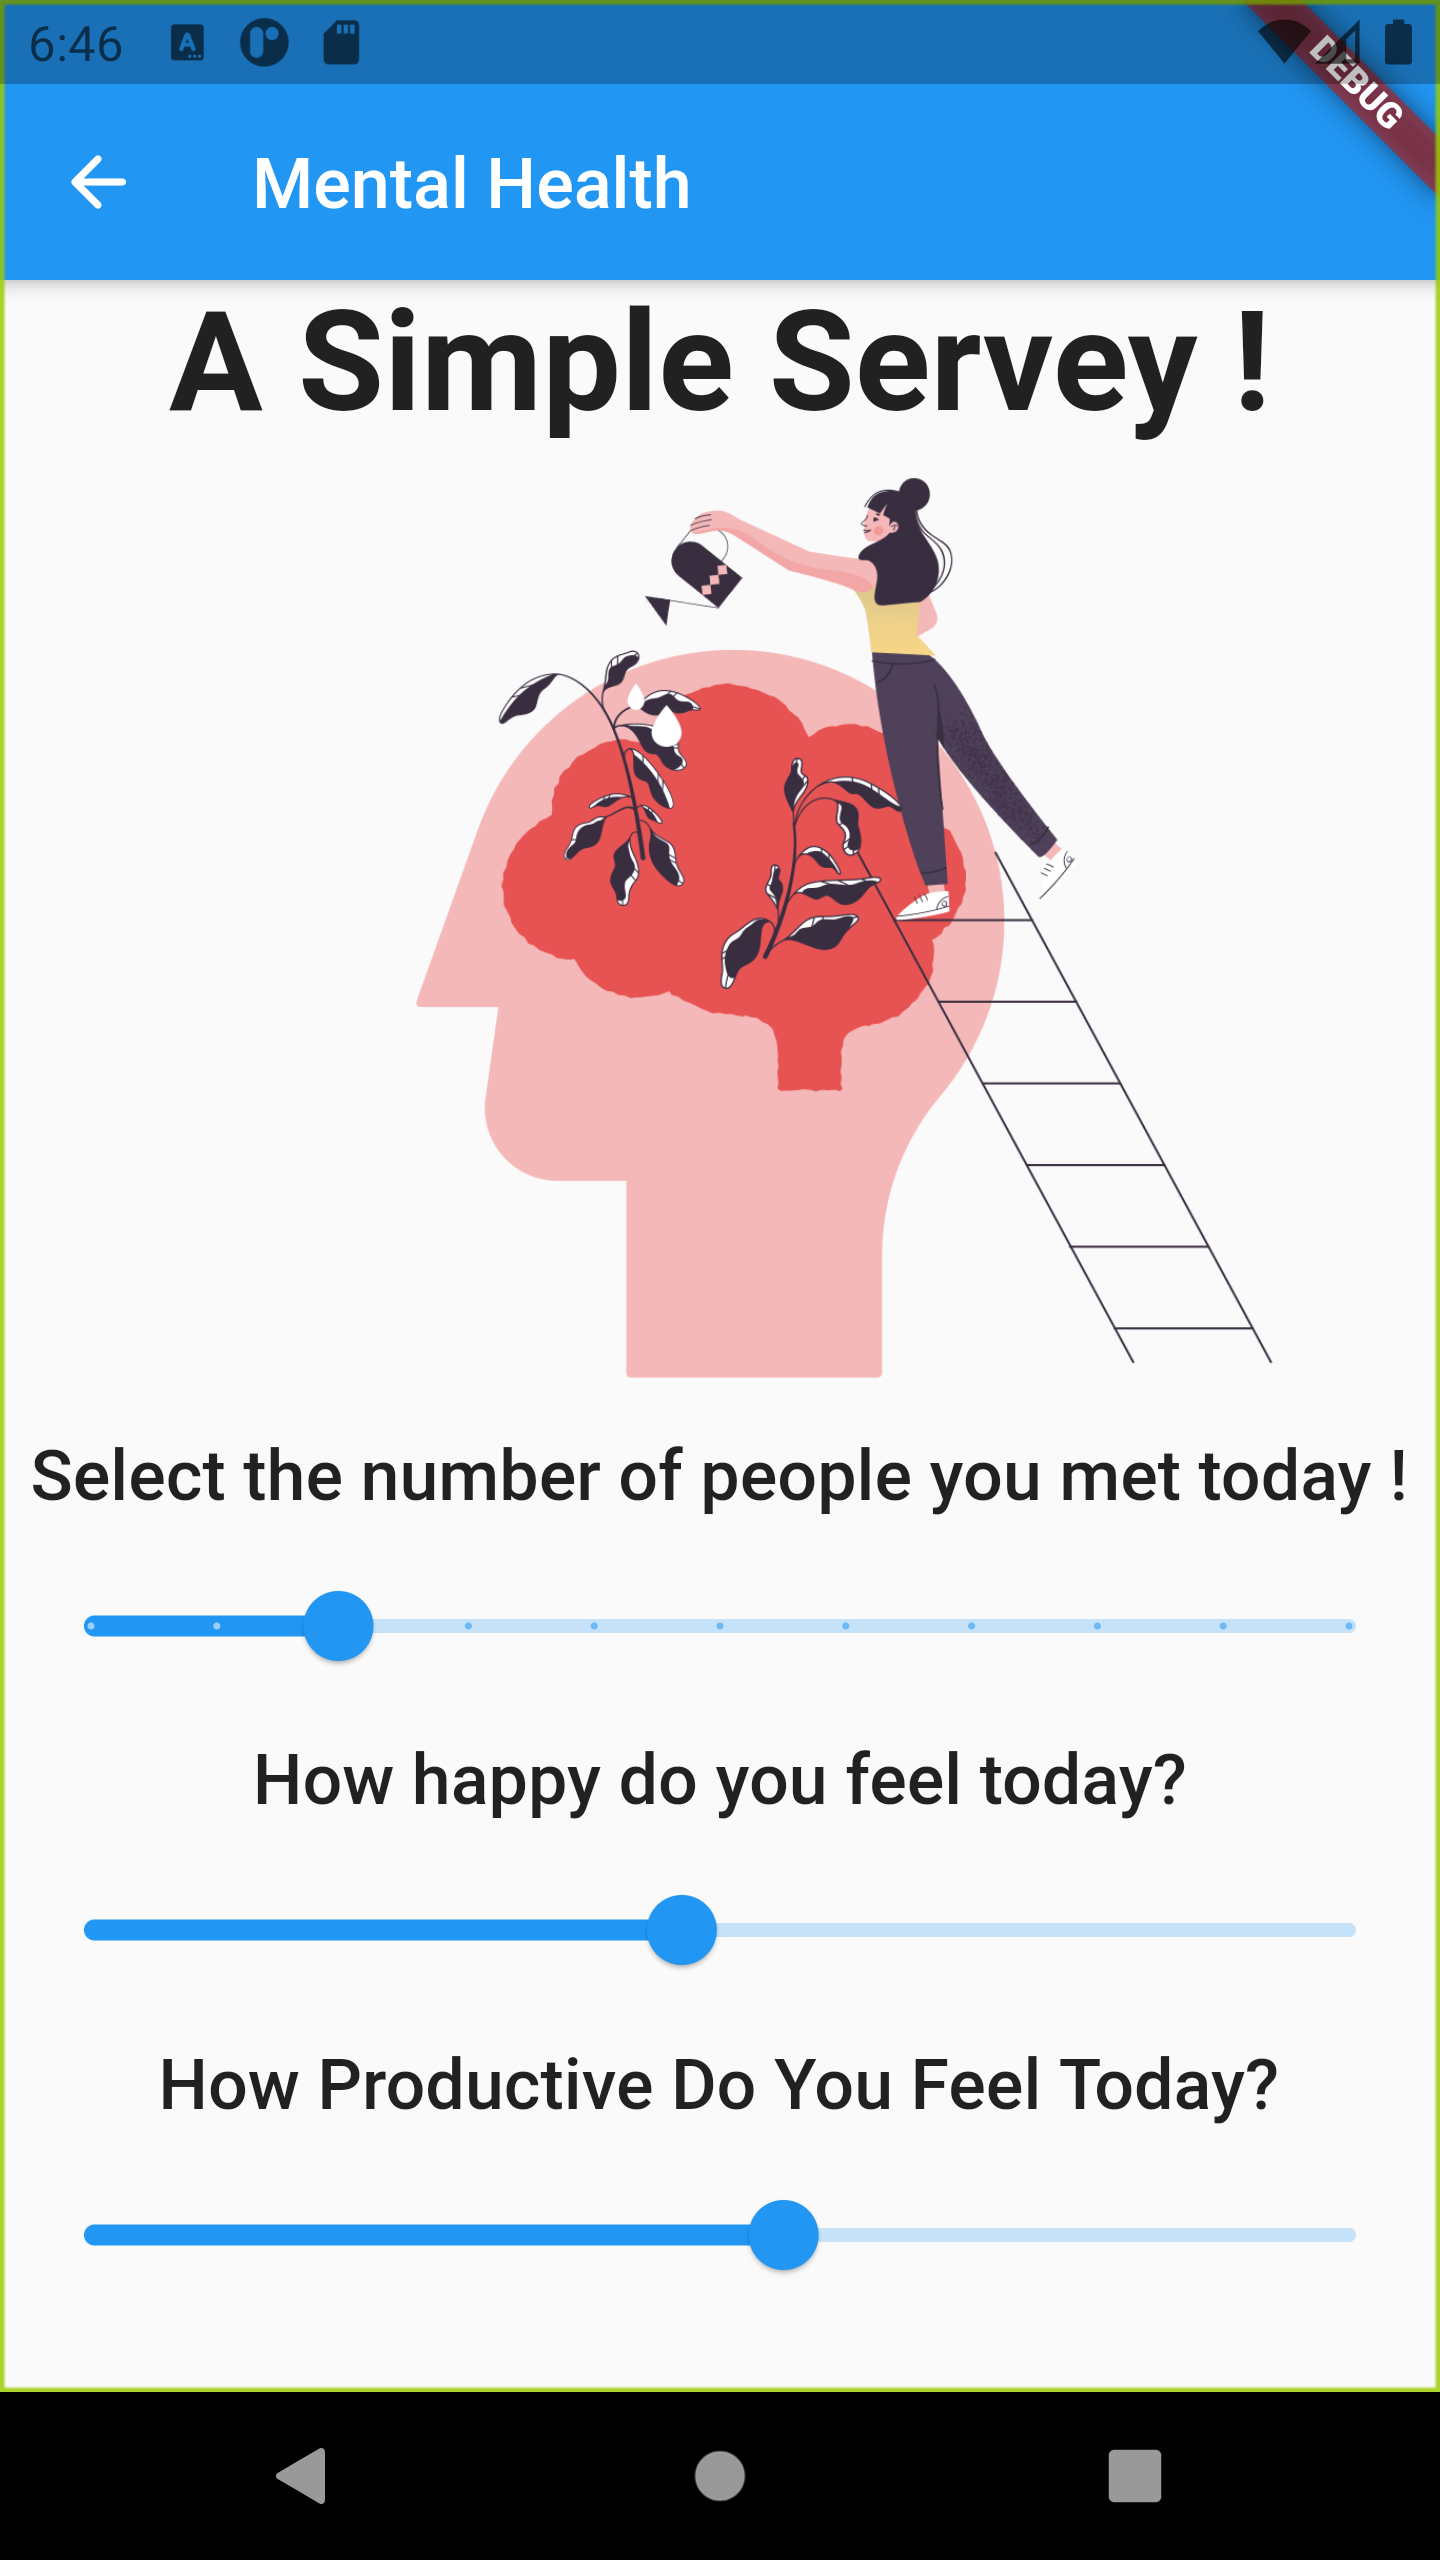 6:46
A
DEBUG
Mental Health
A Simple Servey !
Select the number of people you met today !
How happy do you feel today?
How Productive Do You Feel Today?